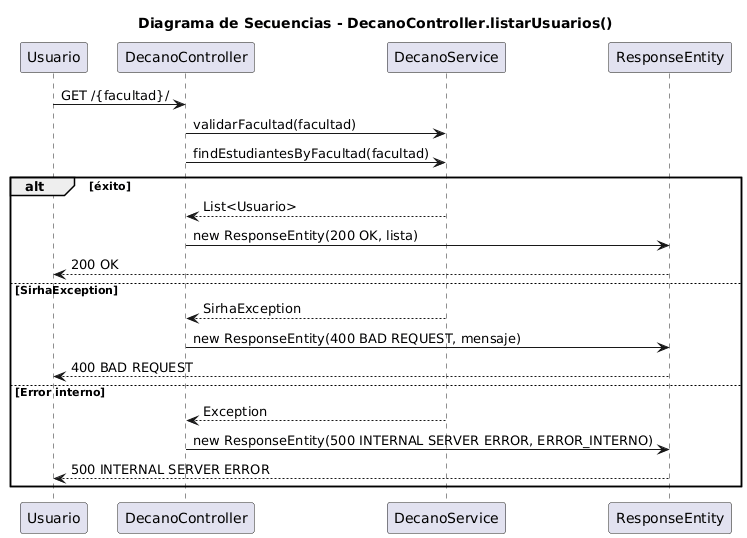 Diagrama de Secuencias - DecanoController.listarUsuarios()
Usuario DecanoController DecanoService ResponseEntity
GET /{facultad}/
validarFacultad(facultad)
findEstudiantesByFacultad(facultad)
alt [éxito]
List<Usuario>
new ResponseEntity(200 OK, lista)
200 OK
[SirhaException]
SirhaException
new ResponseEntity(400 BAD REQUEST, mensaje)
400 BAD REQUEST
[Error interno]
Exception
new ResponseEntity(500 INTERNAL SERVER ERROR, ERROR_INTERNO)
500 INTERNAL SERVER ERROR
Usuario DecanoController DecanoService ResponseEntity